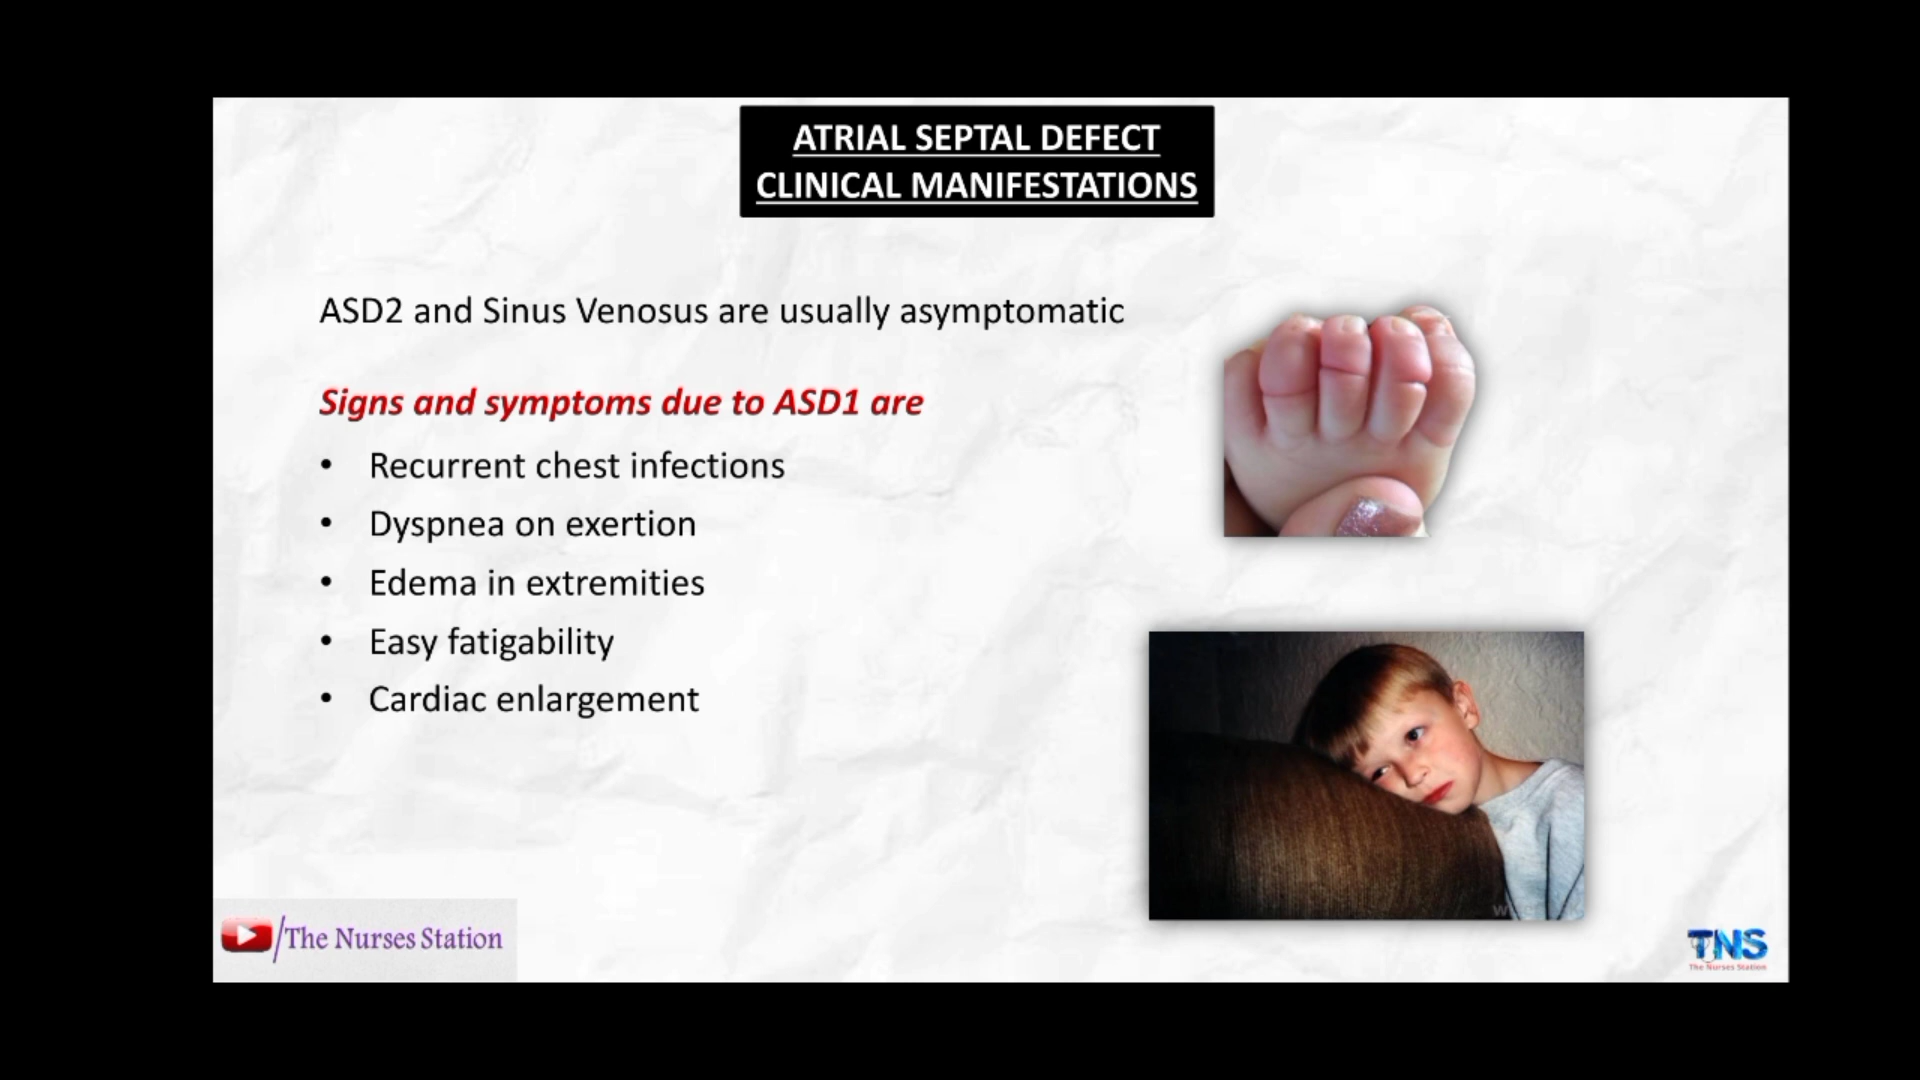 ATRIAL SEPTAL DEFECT
CLINICAL MANIFESTATIONS
ASD2 and Sinus Venosus are usually asymptomatic
Signs and symptoms due to ASD1 are
• Recurrent chest infections
• Dyspnea on exertion
• Edema in extremities
• Easy fatigability
• Cardiac enlargement
/The Nurses Station
TNS
The Nurses Station